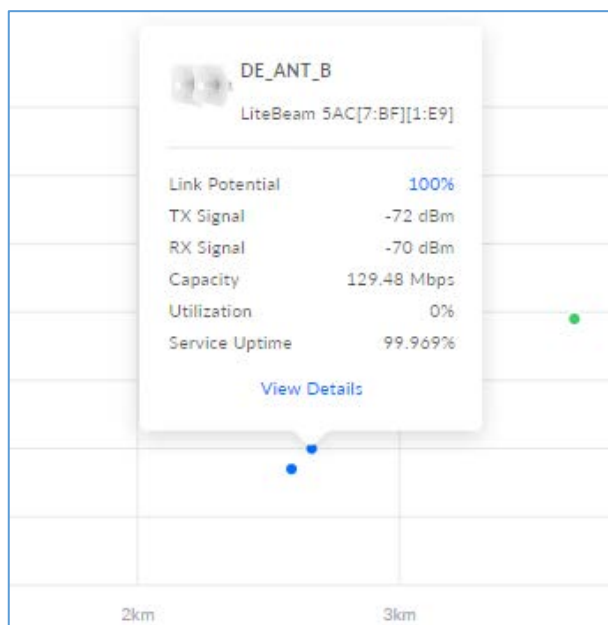 DE_ANT_B
LiteBeam 5AC[7:BF][1:E9]
Link Potential 100%
TX Signal -72 dBm
RX Signal -70 dBm
Capacity 129.48 Mbps
Utilization 0%
Service Uptime 99.969%
View Details
2km 3km